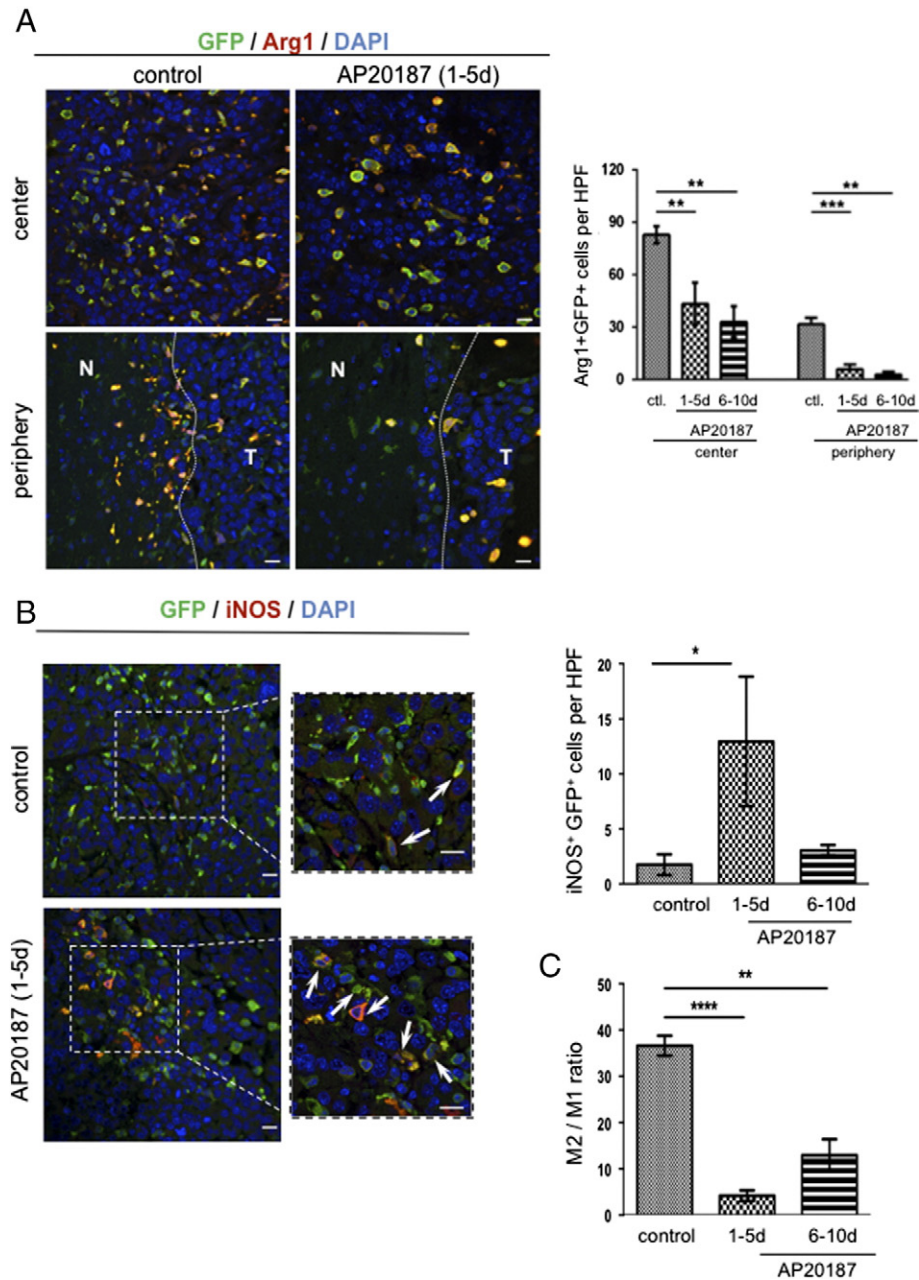 A
GFP / Arg1 / DAPI
control
AP20187 (1-5d)
center
periphery
N
T
N
T
Arg1+GFP+ cells per HPF
120
90
60
30
0
**
**
**
***
ctl. 1-5d 6-10d
AP20187
center
ctl. 1-5d 6-10d
AP20187
periphery
B
GFP / iNOS / DAPI
control
AP20187 (1-5d)
iNOS⁺ GFP⁺ cells per HPF
20
15
10
5
0
*
control 1-5d 6-10d
AP20187
C
M2 / M1 ratio
50
40
30
20
10
0
**
****
control 1-5d 6-10d
AP20187